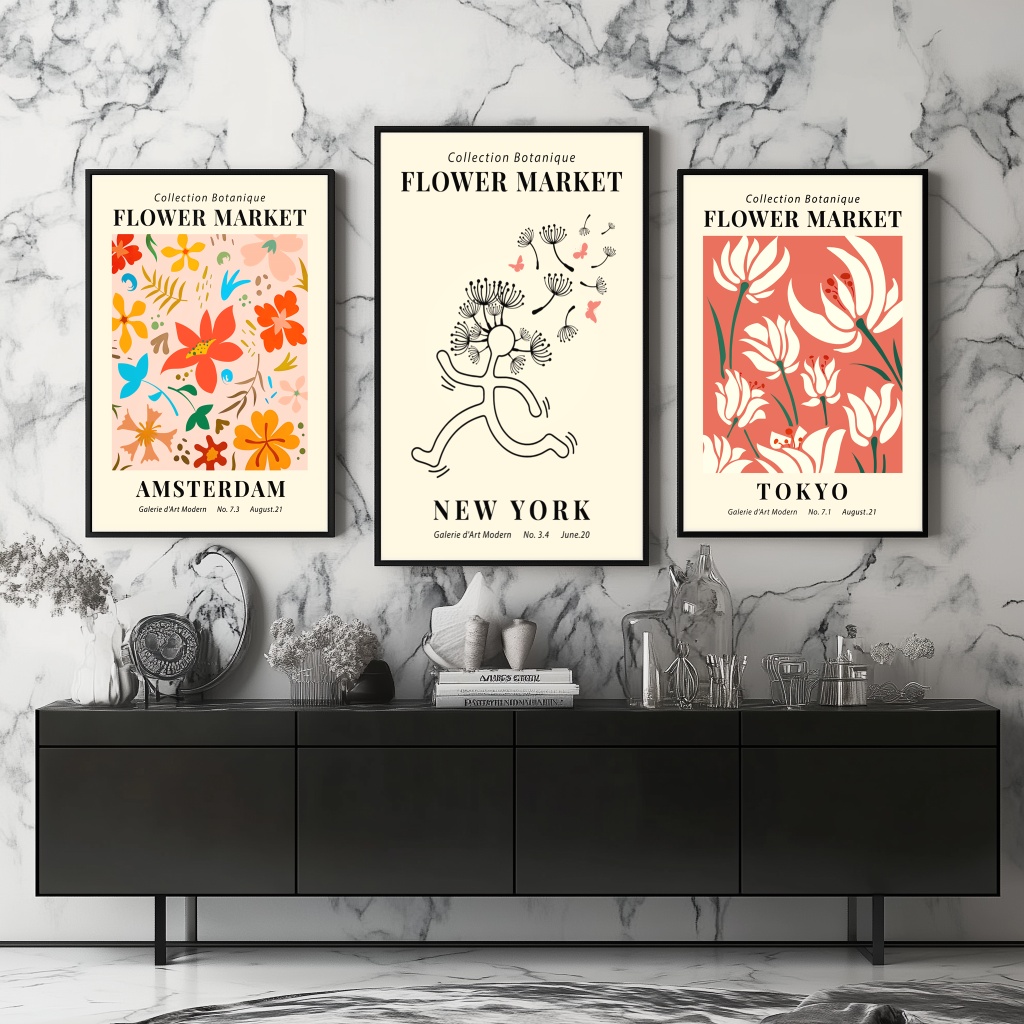 Collection Botanique
FLOWER MARKET
AMSTERDAM
Galerie d'Art Modern No. 7.3 August.21
Collection Botanique
FLOWER MARKET
NEW YORK
Galerie d'Art Modern No. 3.4 June.20
Collection Botanique
FLOWER MARKET
TOKYO
Galerie d'Art Modern No. 7.1 August.21